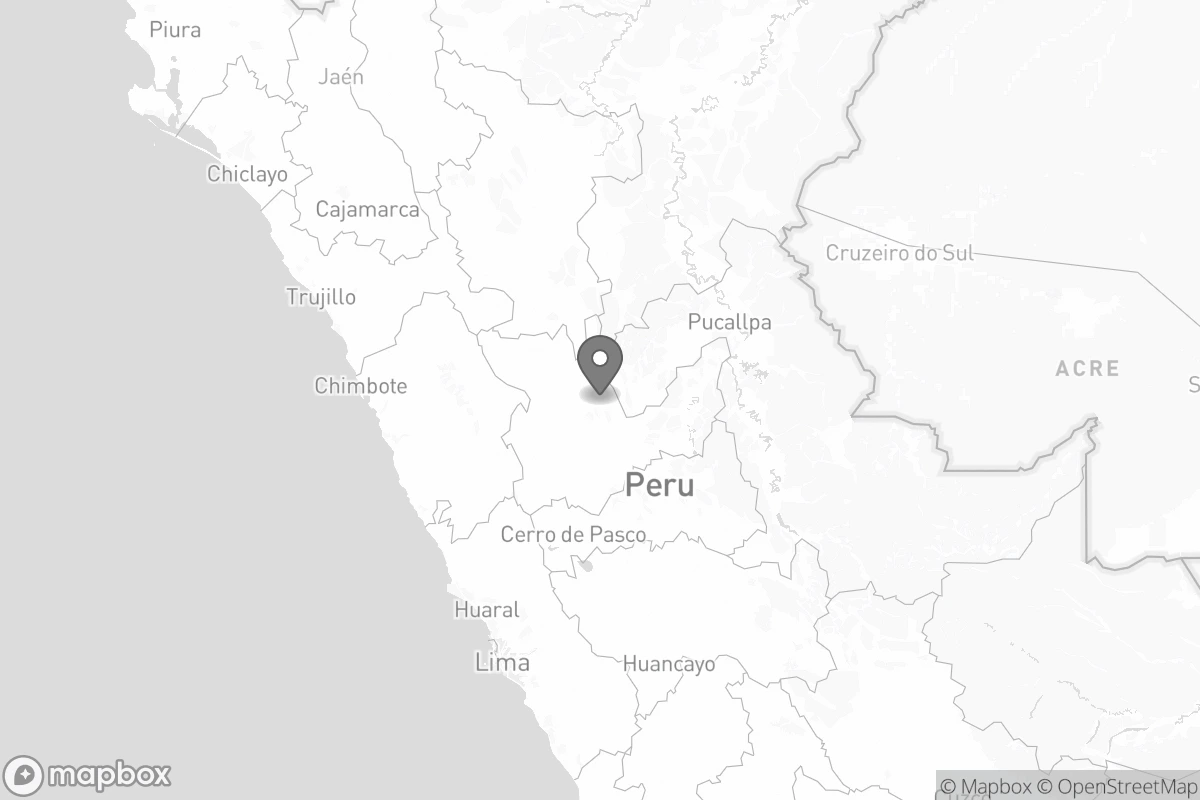 Piura
Jaén
Chiclayo
Cajamarca
Cruzeiro do Sul
Trujillo
Pucallpa
ACRE
Chimbote
S
Peru
Cerro de Pasco
Huaral
Lima
Huancayo
mapbox
© Mapbox © OpenStreetMap